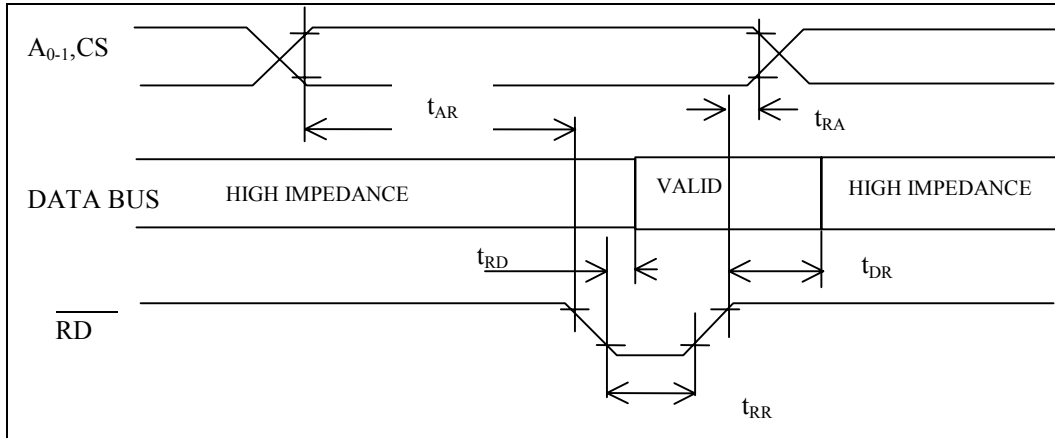 A0-1,CS
tAR
tRA
DATA BUS
HIGH IMPEDANCE
VALID
HIGH IMPEDANCE
tRD
tDR
RD
tRR